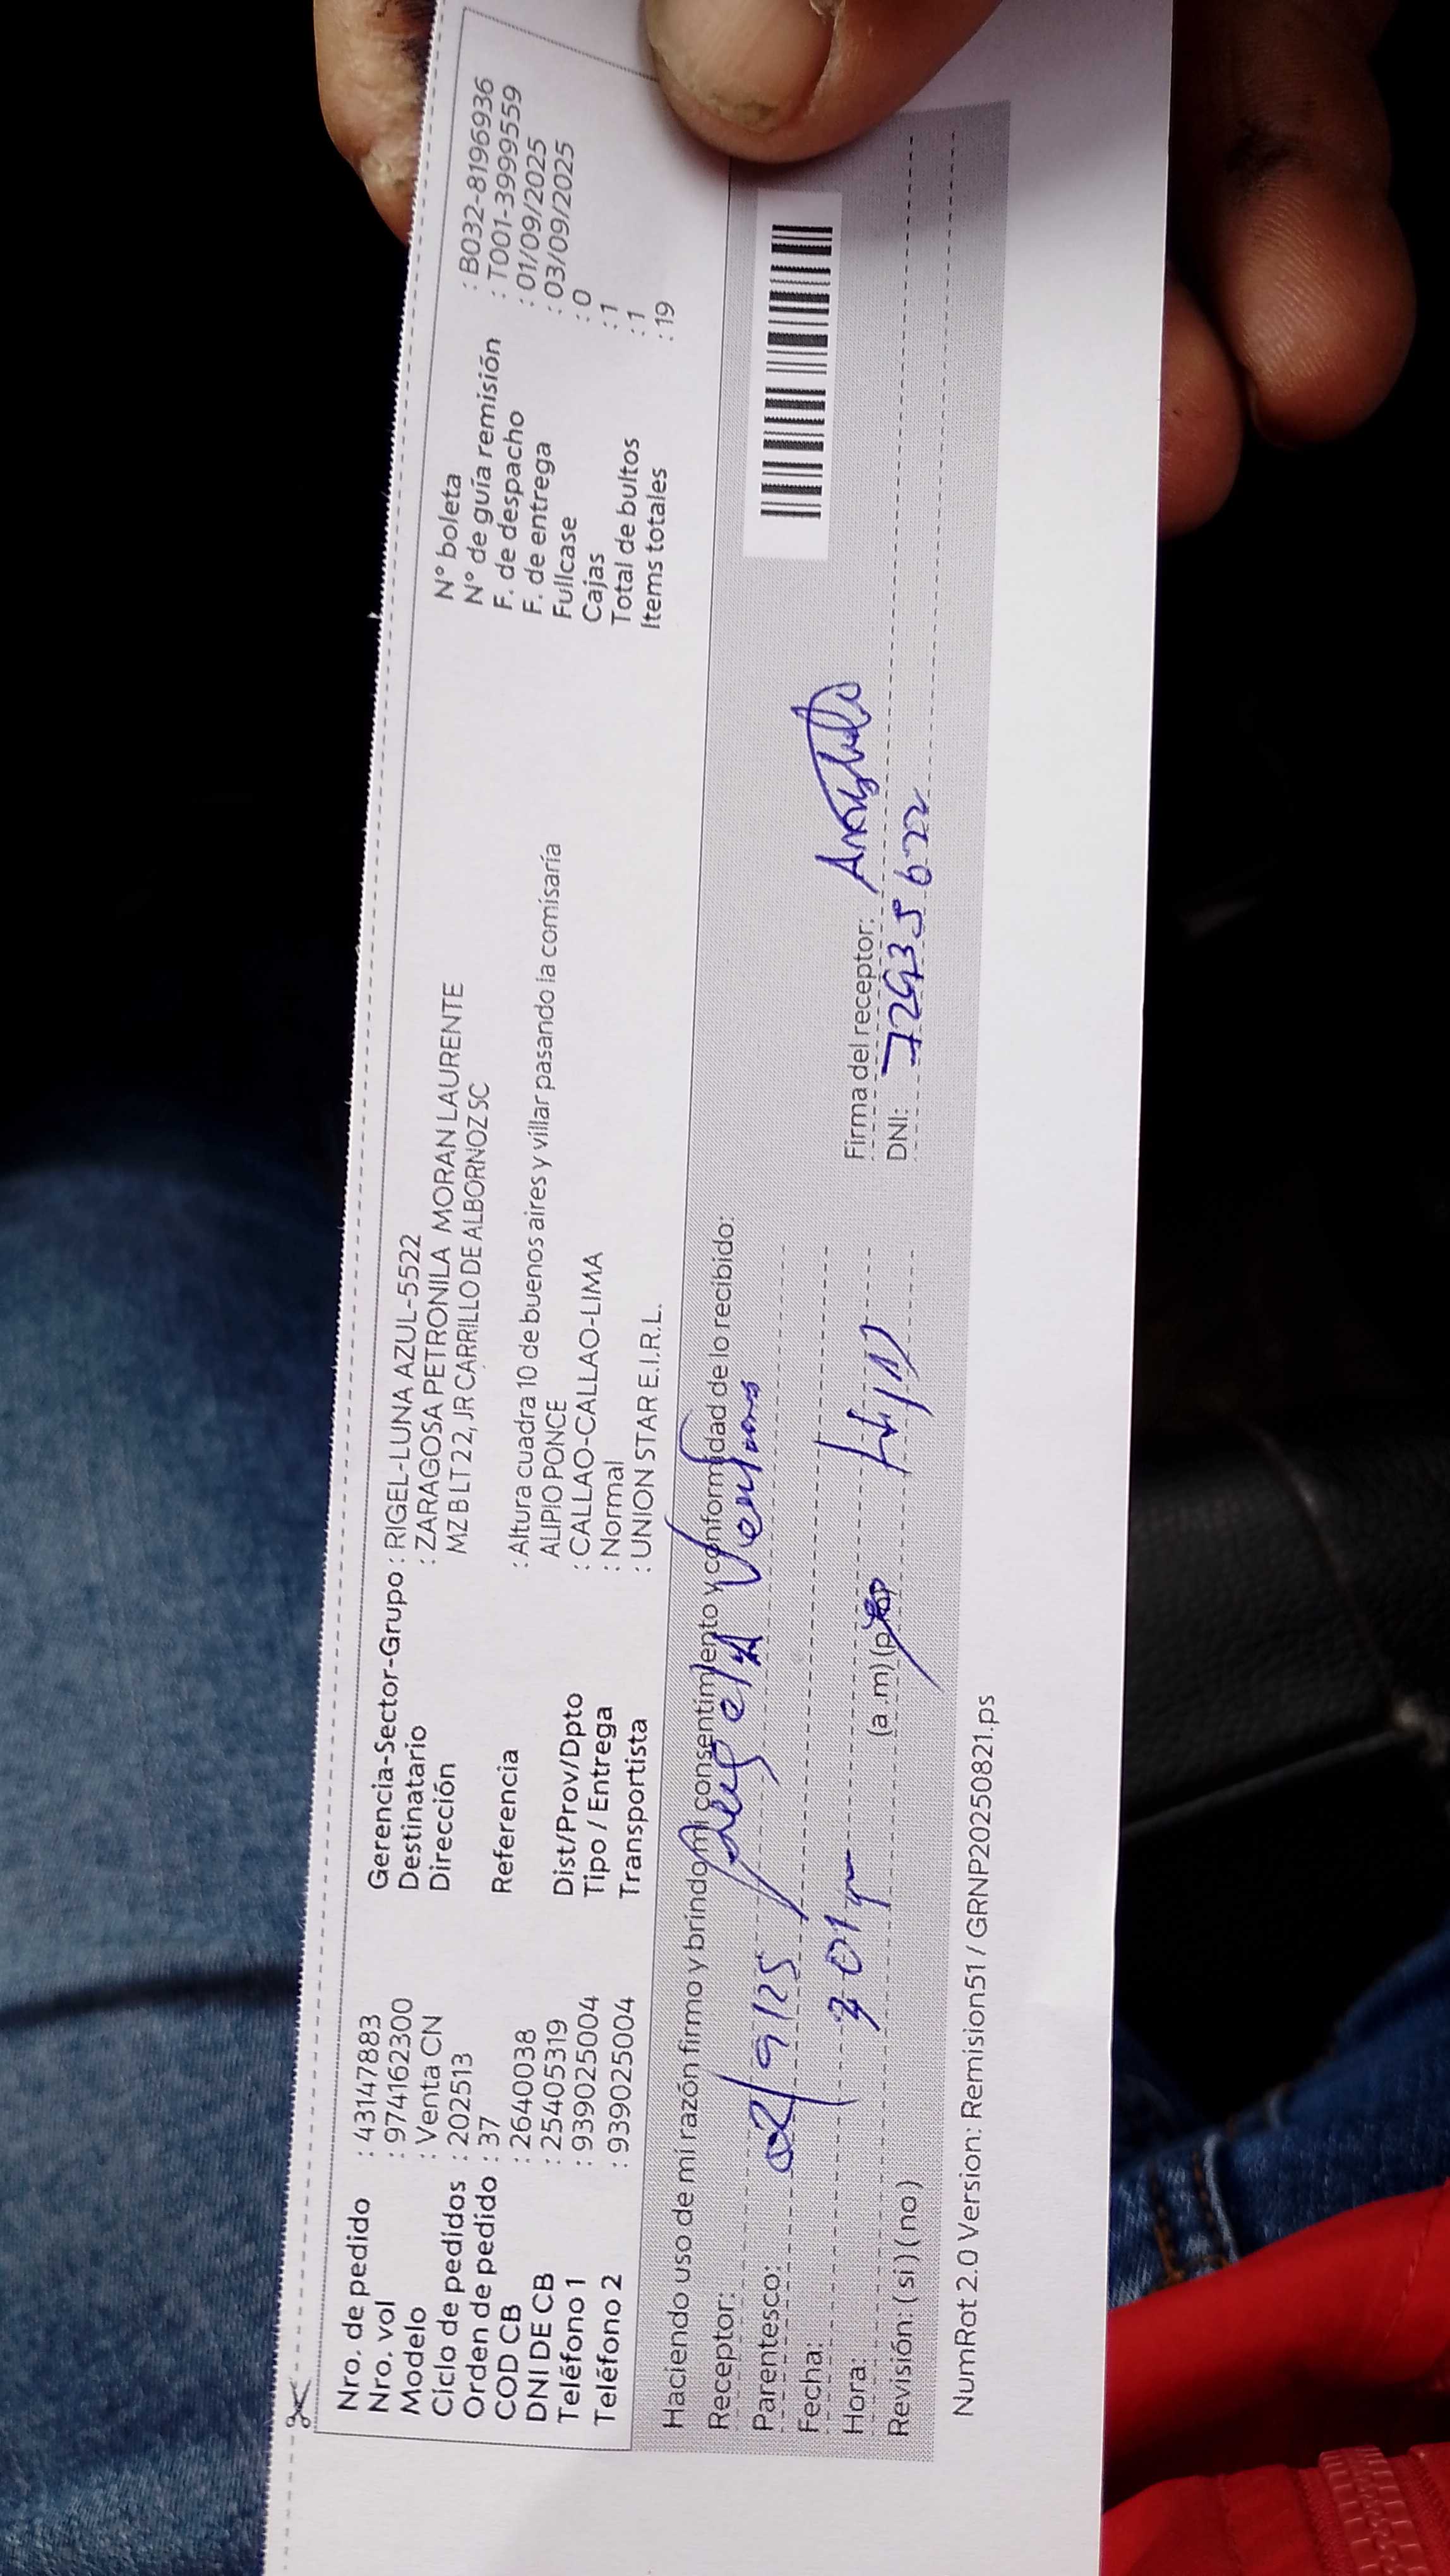 Nro. de pedido : 43147883
Nro. vol : 974162300
Modelo : Venta CN
Ciclo de pedidos : 202513
Orden de pedido : 37
COD CB : 2640038
DNI DE CB : 25405319
Teléfono 1 : 939025004
Teléfono 2 : 939025004
Gerencia-Sector-Grupo : RIGEL-LUNA AZUL-5522
Destinatario : ZARAGOSA PETRONILA MORAN LAURENTE
Dirección MZ B LT 22, JR CARRILLO DE ALBORNOZ SC
Referencia : Altura cuadra 10 de buenos aires y villar pasando la comisaría
ALIPIO PONCE
Dist/Prov/Dpto : CALLAO-CALLAO-LIMA
Tipo / Entrega : Normal
Transportista : UNION STAR E.I.R.L.
N° boleta : B032-8196936
N° de guía remisión : T001-3999559
F. de despacho : 01/09/2025
F. de entrega : 03/09/2025
Fullcase : 0
Cajas : 1
Total de bultos : 1
Items totales : 19
Haciendo uso de mi razón firmo y brindo mi consentimiento y conformidad de lo recibido:
Receptor:
Parentesco:
Fecha: 02/9/25
Hora: (a.m)
Revisión: (si) (no)
Firma del receptor:
DNI:
NumRot 2.0 Version: Remision51 / GRNP20250821.ps